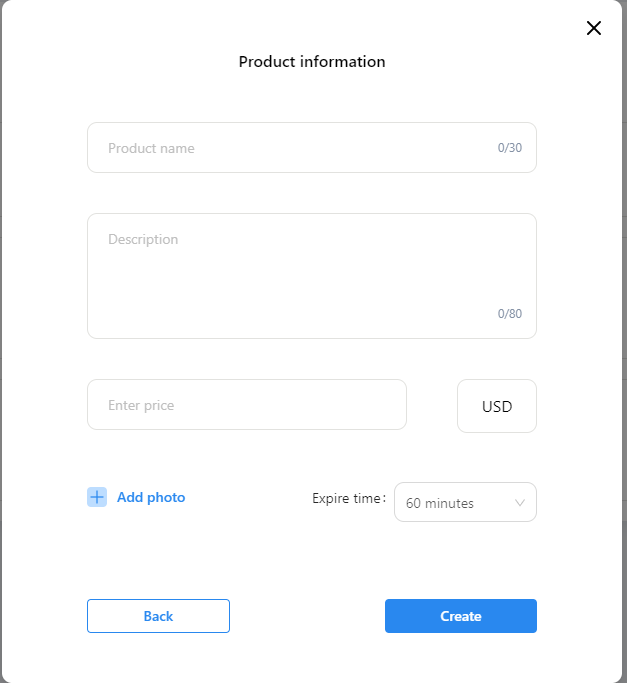 Product information
Product name 0/30
Description
0/80
Enter price USD
Add photo Expire time: 60 minutes
Back Create